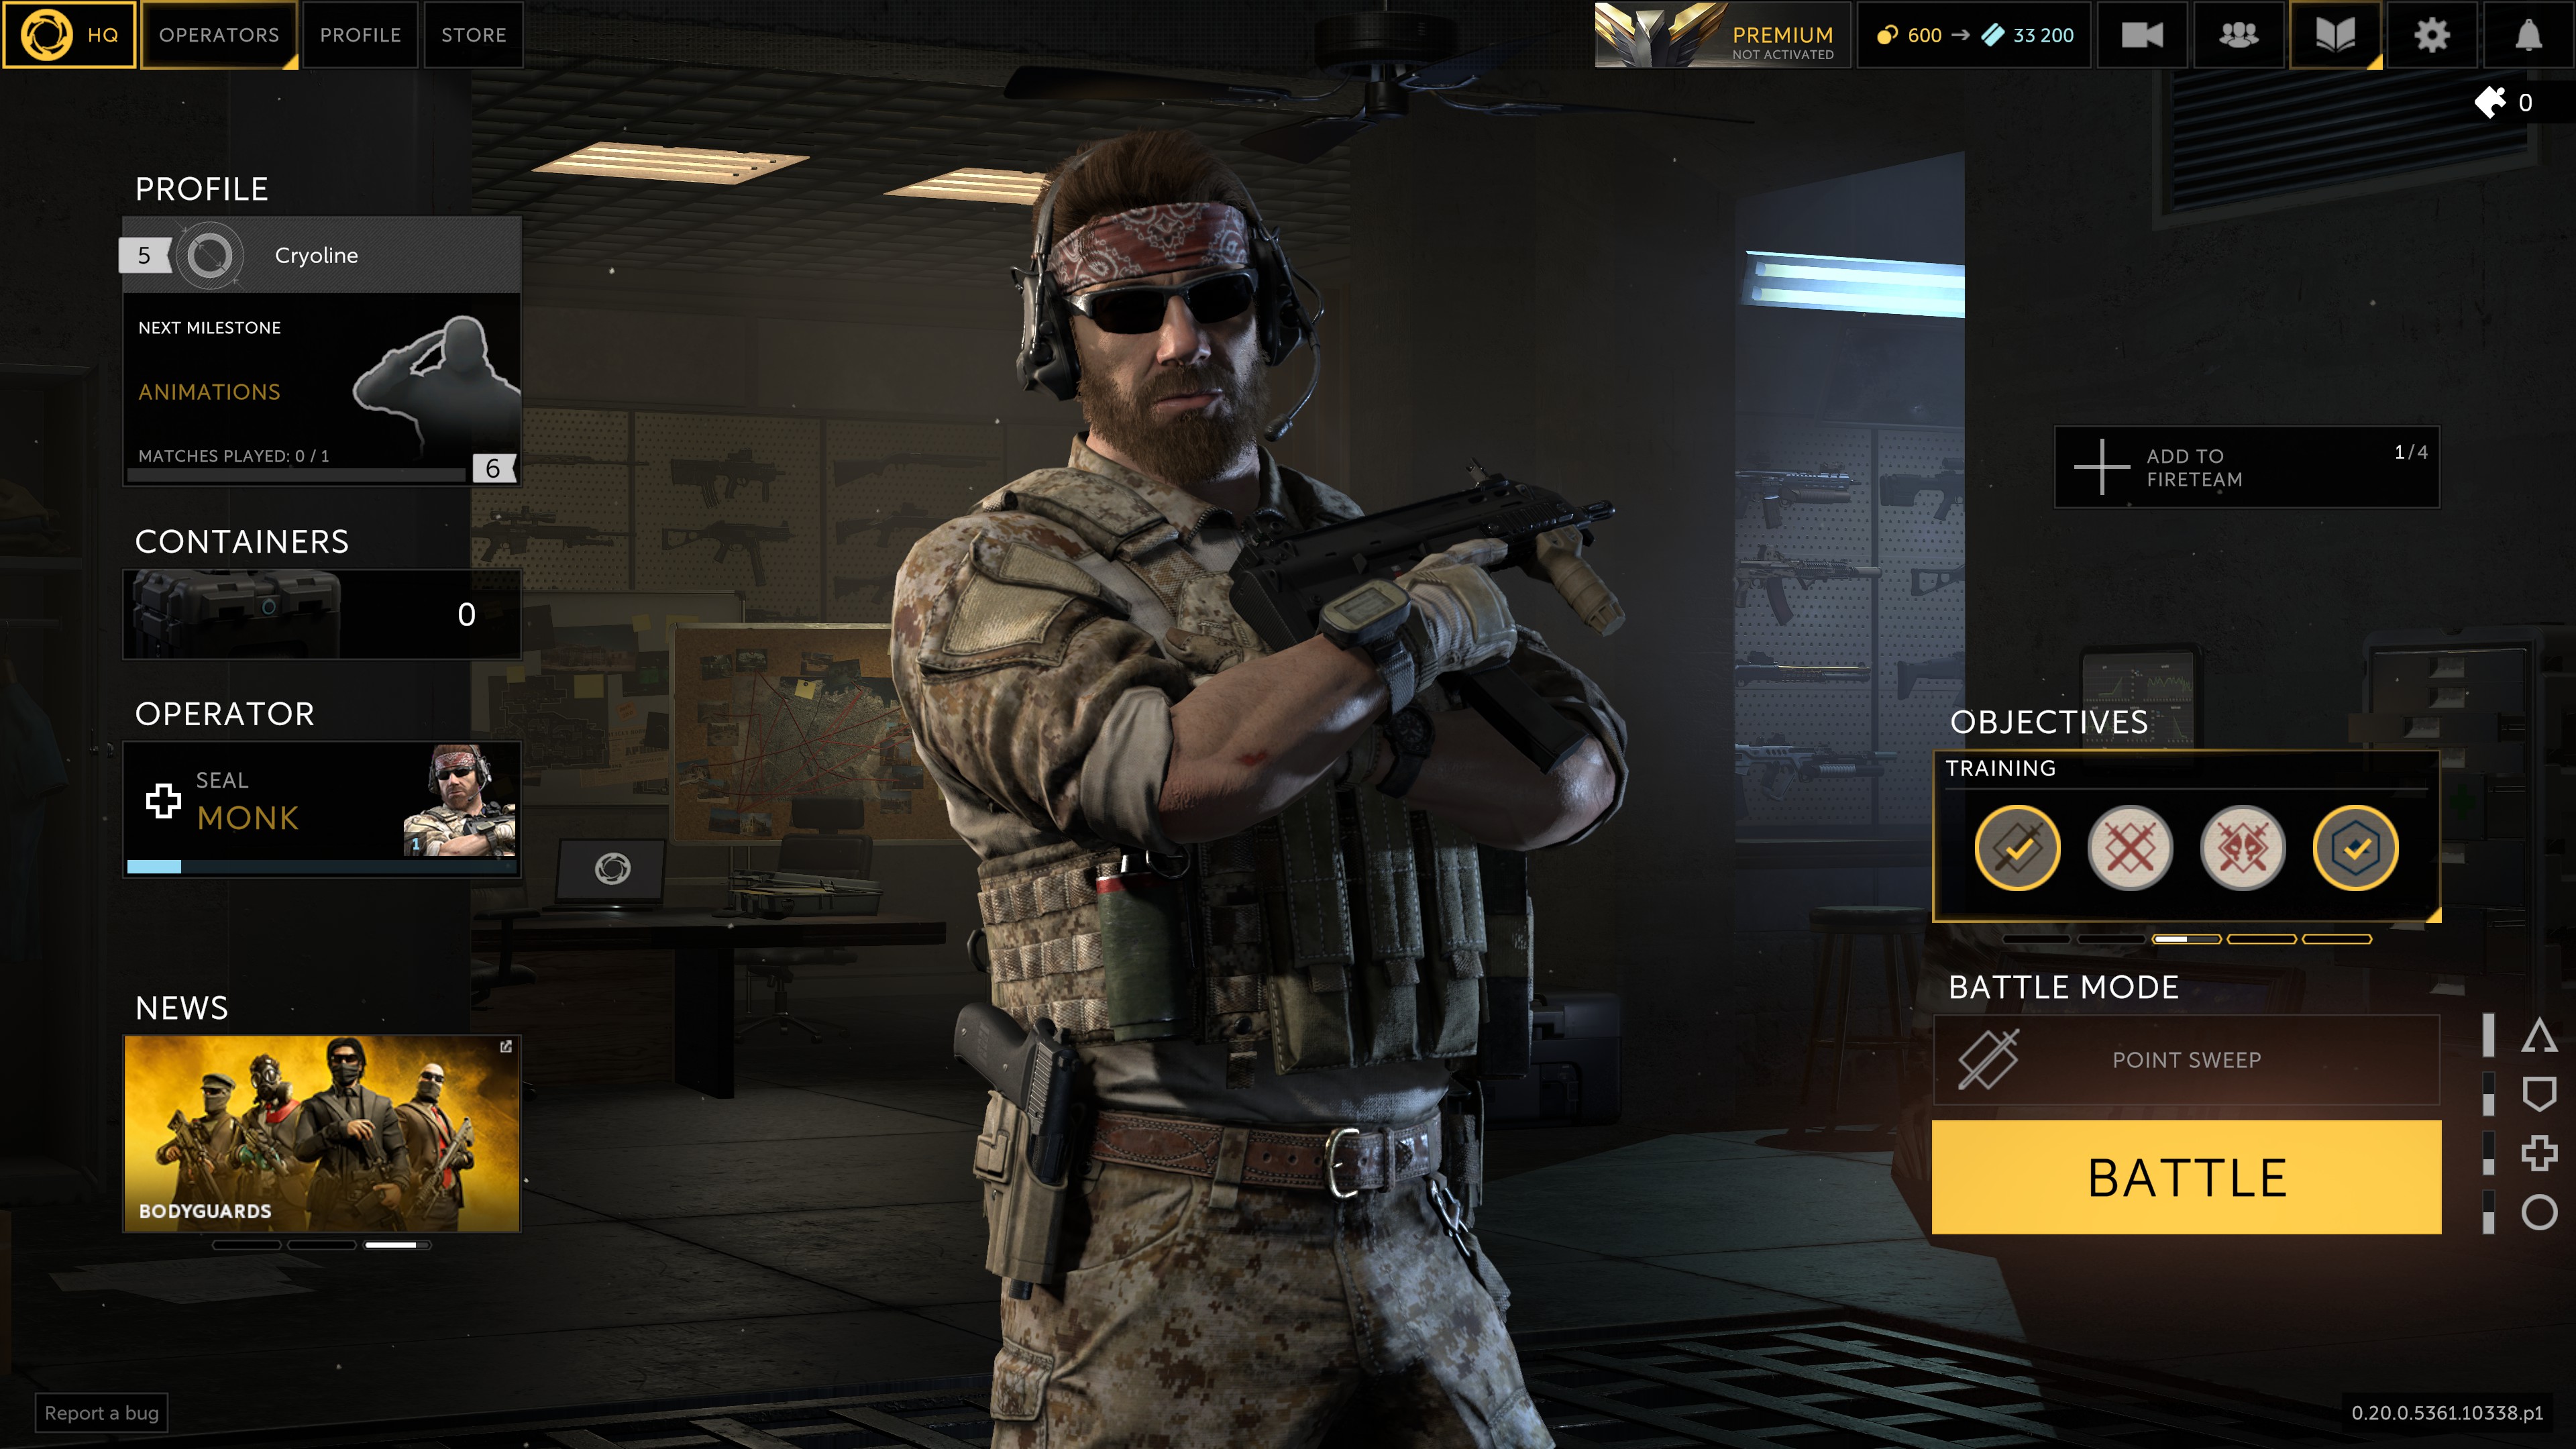 HQ
OPERATORS
PROFILE
STORE
PREMIUM
NOT ACTIVATED
600
33 200
0
PROFILE
5
Cryoline
NEXT MILESTONE
ANIMATIONS
MATCHES PLAYED: 0 / 1
6
CONTAINERS
0
OPERATOR
SEAL
MONK
1
NEWS
BODYGUARDS
ADD TO
FIRETEAM
1/4
OBJECTIVES
TRAINING
BATTLE MODE
POINT SWEEP
BATTLE
Report a bug
0.20.0.5361.10338.p1